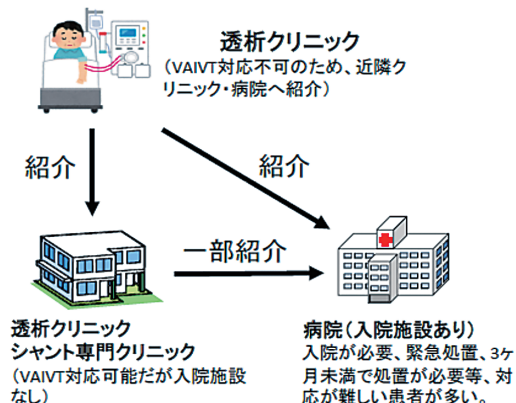 透析クリニック
(VAIVT対応不可のため、近隣ク
リニック・病院へ紹介)
紹介
紹介
一部紹介
透析クリニック
シャント専門クリニック
(VAIVT対応可能だが入院施設
なし)
病院(入院施設あり)
入院が必要、緊急処置、3ヶ
月未満で処置が必要等、対
応が難しい患者が多い。